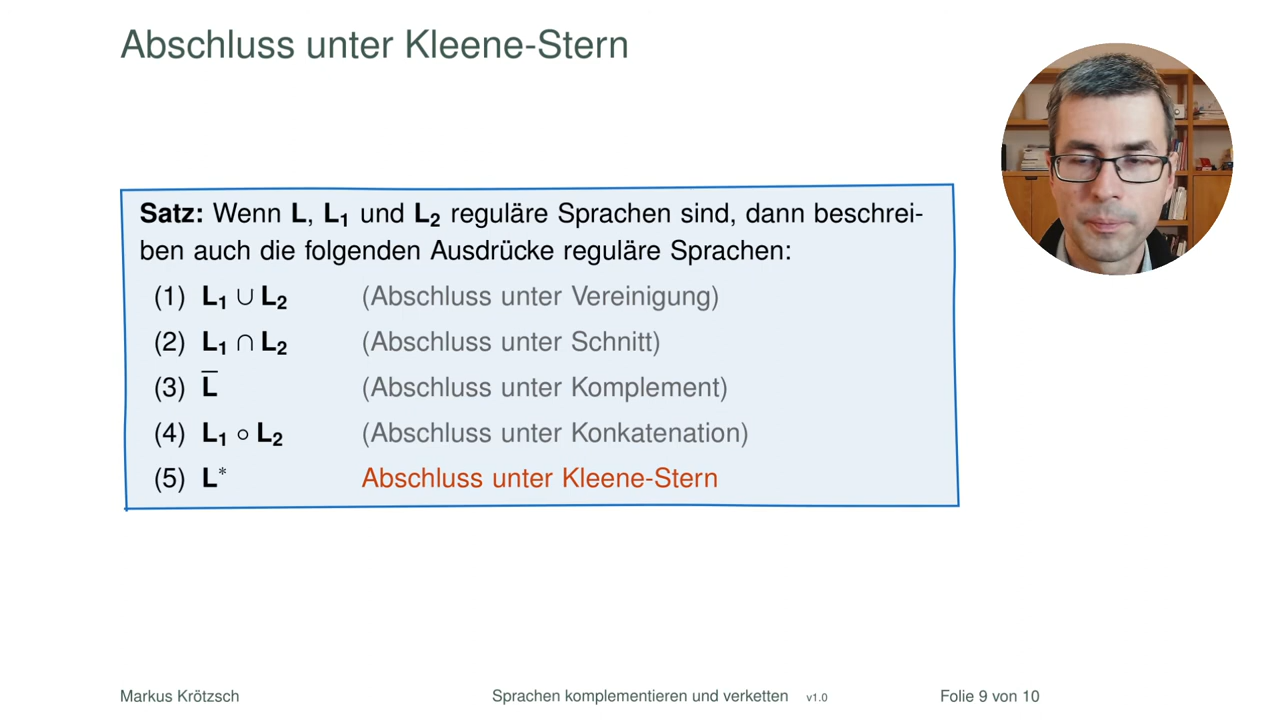 Abschluss unter Kleene-Stern
Satz: Wenn L, L₁ und L₂ reguläre Sprachen sind, dann beschrei-
ben auch die folgenden Ausdrücke reguläre Sprachen:
(1) L₁ ∪ L₂ (Abschluss unter Vereinigung)
(2) L₁ ∩ L₂ (Abschluss unter Schnitt)
(3) L̅ (Abschluss unter Komplement)
(4) L₁ ∘ L₂ (Abschluss unter Konkatenation)
(5) L* Abschluss unter Kleene-Stern
Markus Krötzsch Sprachen komplementieren und verketten v1.0 Folie 9 von 10